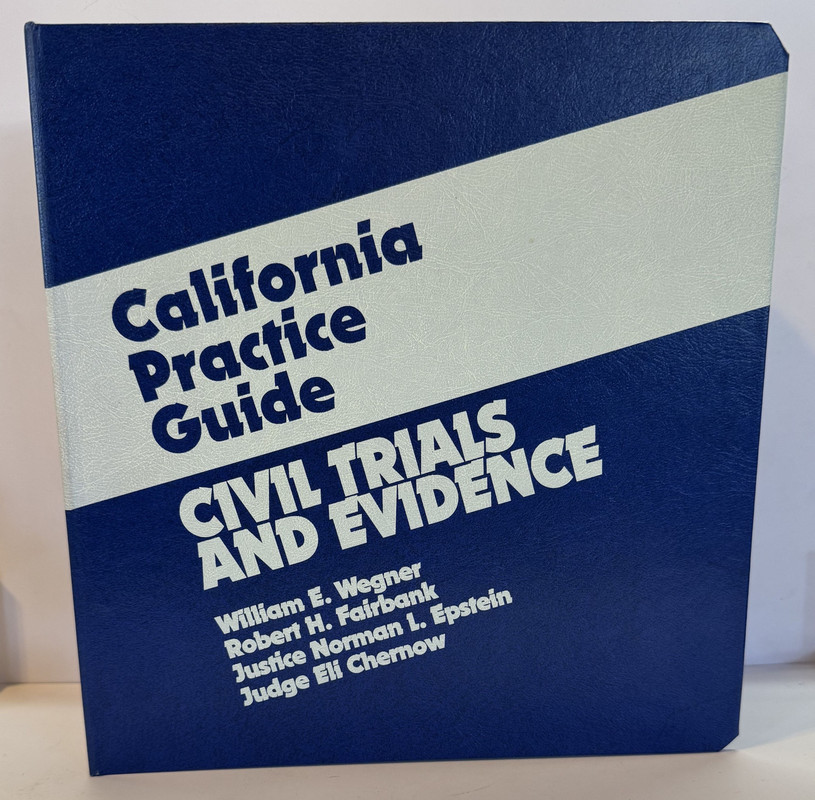 California
Practice
Guide
CIVIL TRIALS
AND EVIDENCE
William E. Wegner
Robert H. Fairbank
Justice Norman L. Epstein
Judge Eli Chernow